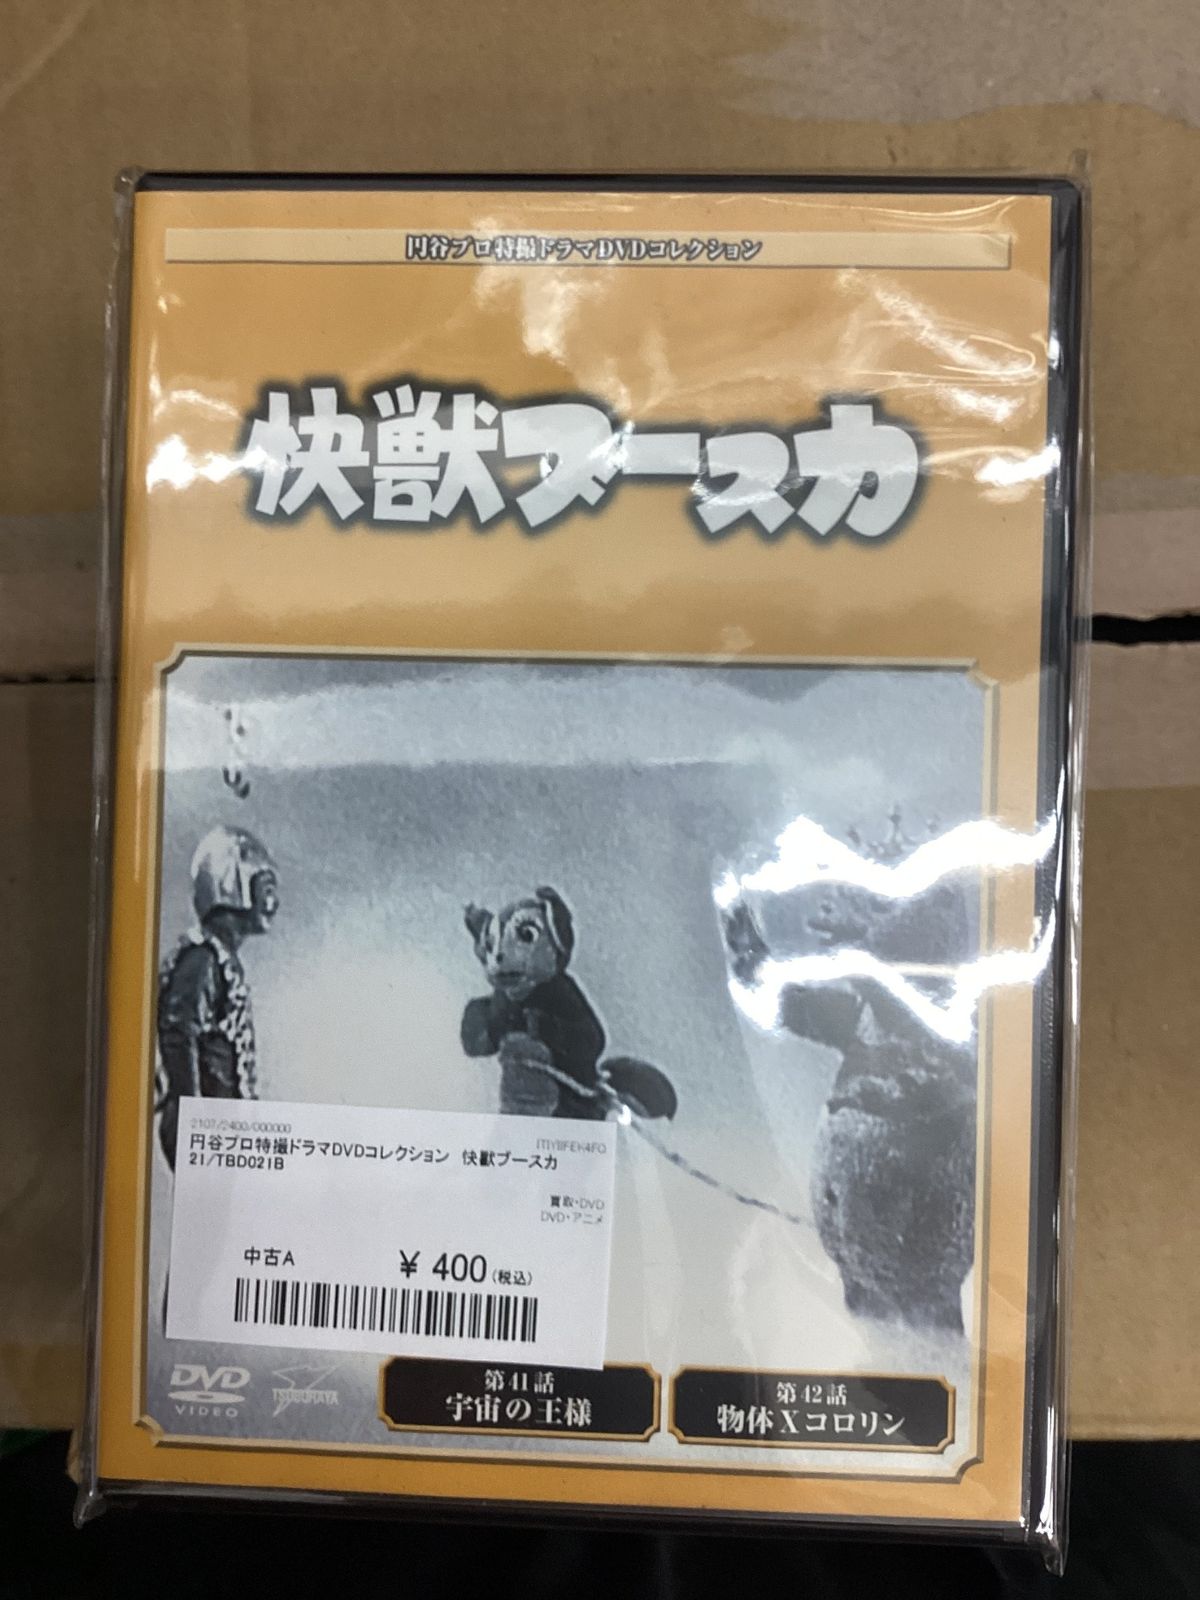 円谷プロ特撮ドラマDVDコレクション
快獣ブースカ
2107/2400/000000
円谷プロ特撮ドラマDVDコレクション 快獣ブースカ
21/TBD021B
買取・DVD
DVD・アニメ
中古A ¥ 400(税込)
DVD VIDEO
TSUBURAYA
第41話
宇宙の王様
第42話
物体Xコロリン